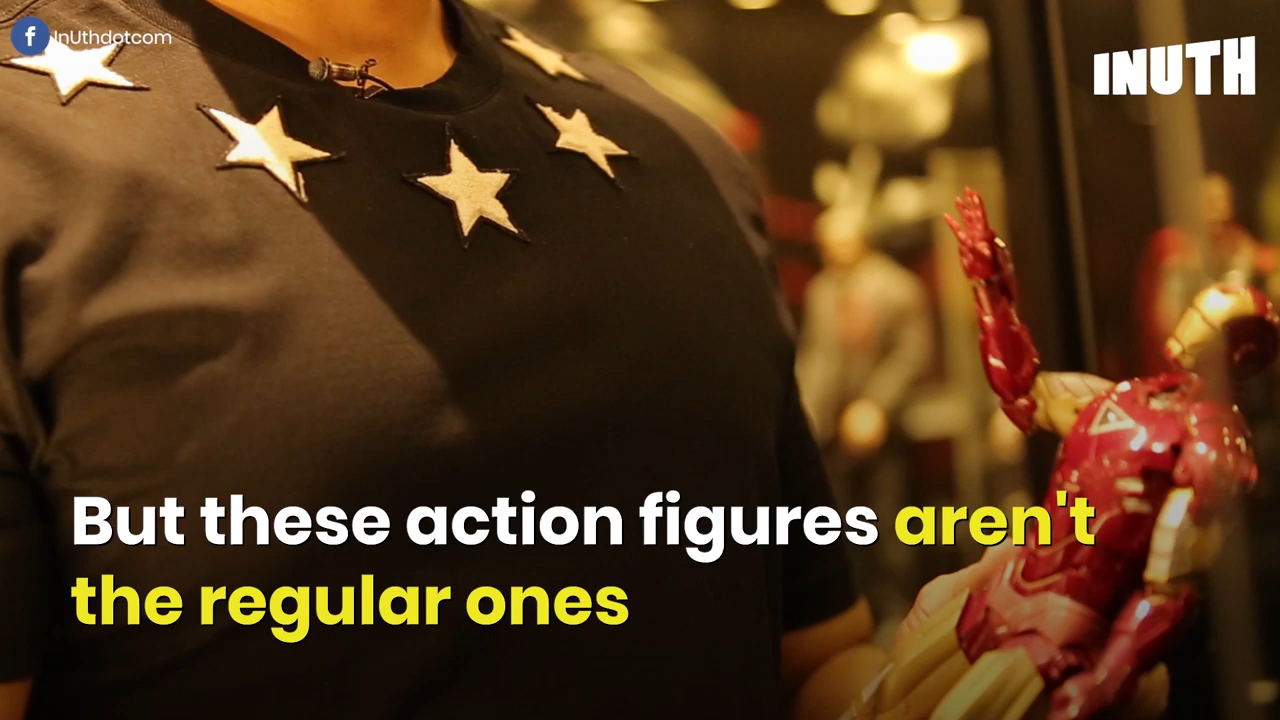 f InUthdotcom
INUTH
But these action figures aren't
the regular ones